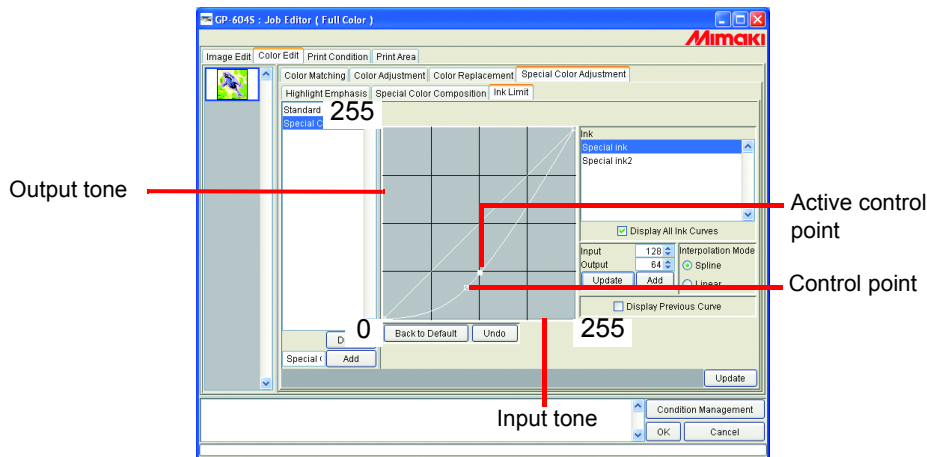 GP-604S : Job Editor ( Full Color )
Mimaki
Image Edit Color Edit Print Condition Print Area
Color Matching Color Adjustment Color Replacement Special Color Adjustment
Highlight Emphasis Special Color Composition Ink Limit
Standard
255
Special C
Ink
Special ink
Special ink2
Output tone
Active control
point
Display All Ink Curves
Input 128 Interpolation Mode
Output 64 Spline
Update Add Linear
Control point
Display Previous Curve
0
255
Back to Default Undo
D
Special ( Add
Update
Input tone
Condition Management
OK Cancel